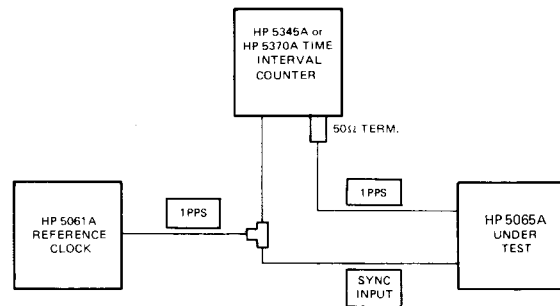 HP 5345A or
HP 5370A TIME
INTERVAL
COUNTER
50Ω TERM.
1PPS
1PPS
HP 5061A
REFERENCE
CLOCK
HP 5065A
UNDER
TEST
SYNC
INPUT